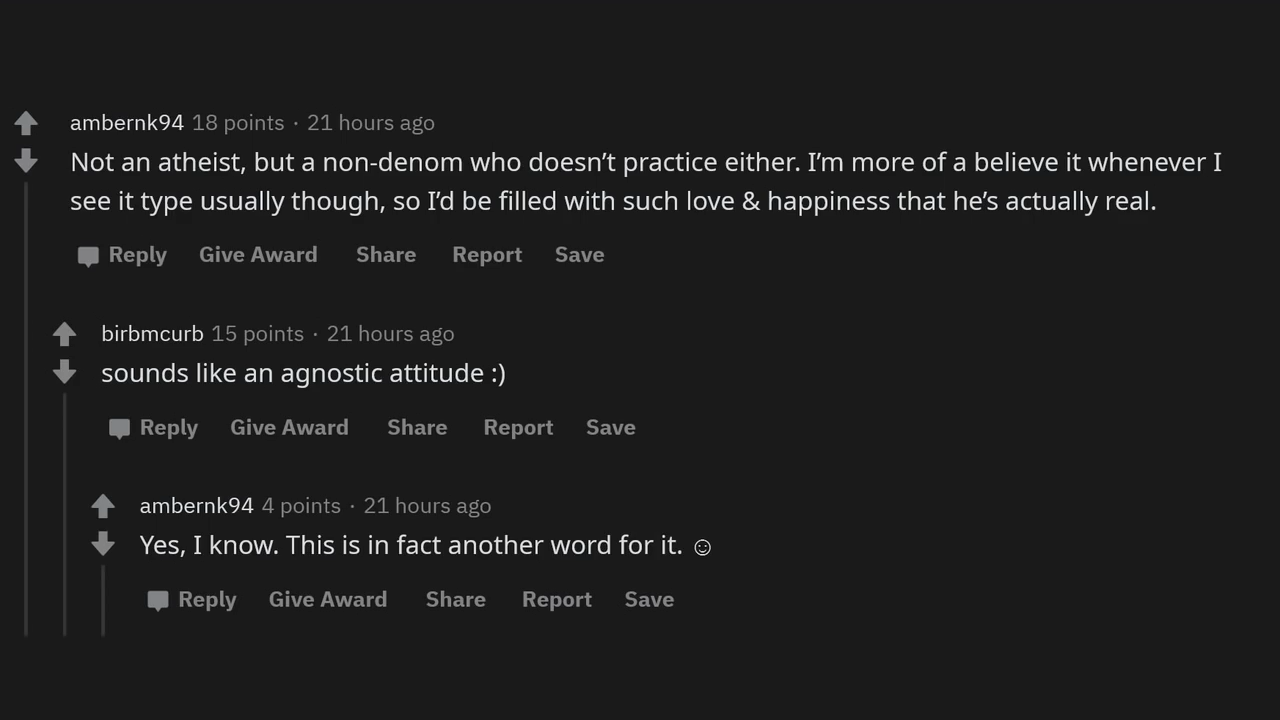 ambernk94 18 points · 21 hours ago
Not an atheist, but a non-denom who doesn’t practice either. I’m more of a believe it whenever I
see it type usually though, so I’d be filled with such love & happiness that he’s actually real.
Reply Give Award Share Report Save
birbmcurb 15 points · 21 hours ago
sounds like an agnostic attitude :)
Reply Give Award Share Report Save
ambernk94 4 points · 21 hours ago
Yes, I know. This is in fact another word for it. ☺
Reply Give Award Share Report Save